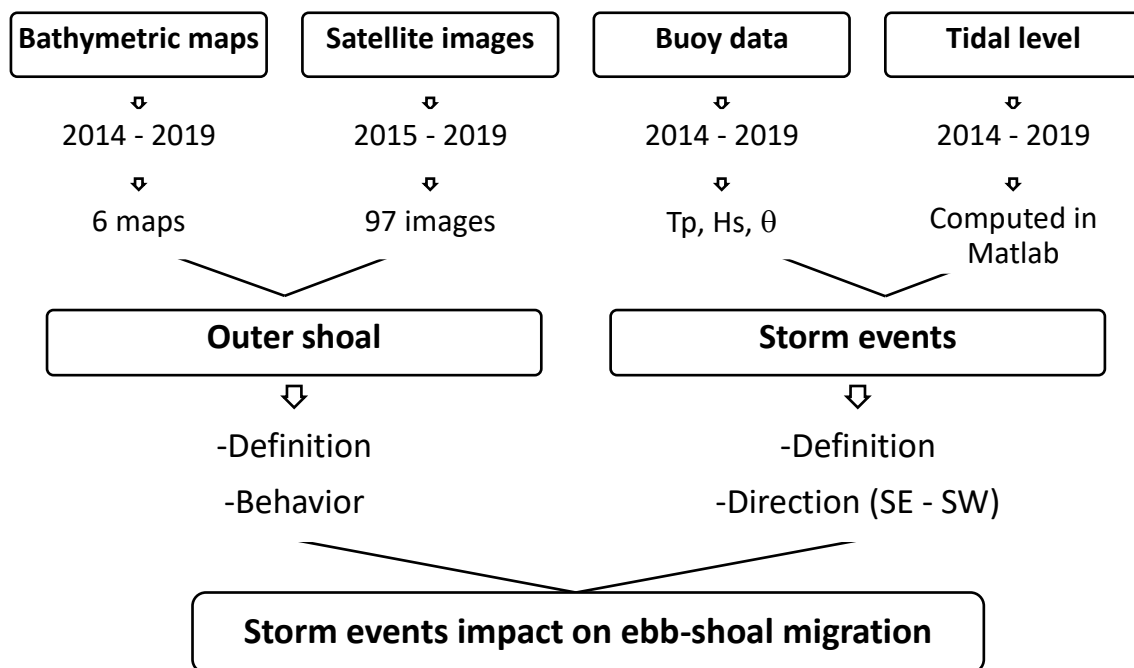 Bathymetric maps
Satellite images
Buoy data
Tidal level
2014 - 2019
2015 - 2019
2014 - 2019
2014 - 2019
6 maps
97 images
Tp, Hs, θ
Computed in
Matlab
Outer shoal
Storm events
-Definition
-Behavior
-Definition
-Direction (SE - SW)
Storm events impact on ebb-shoal migration